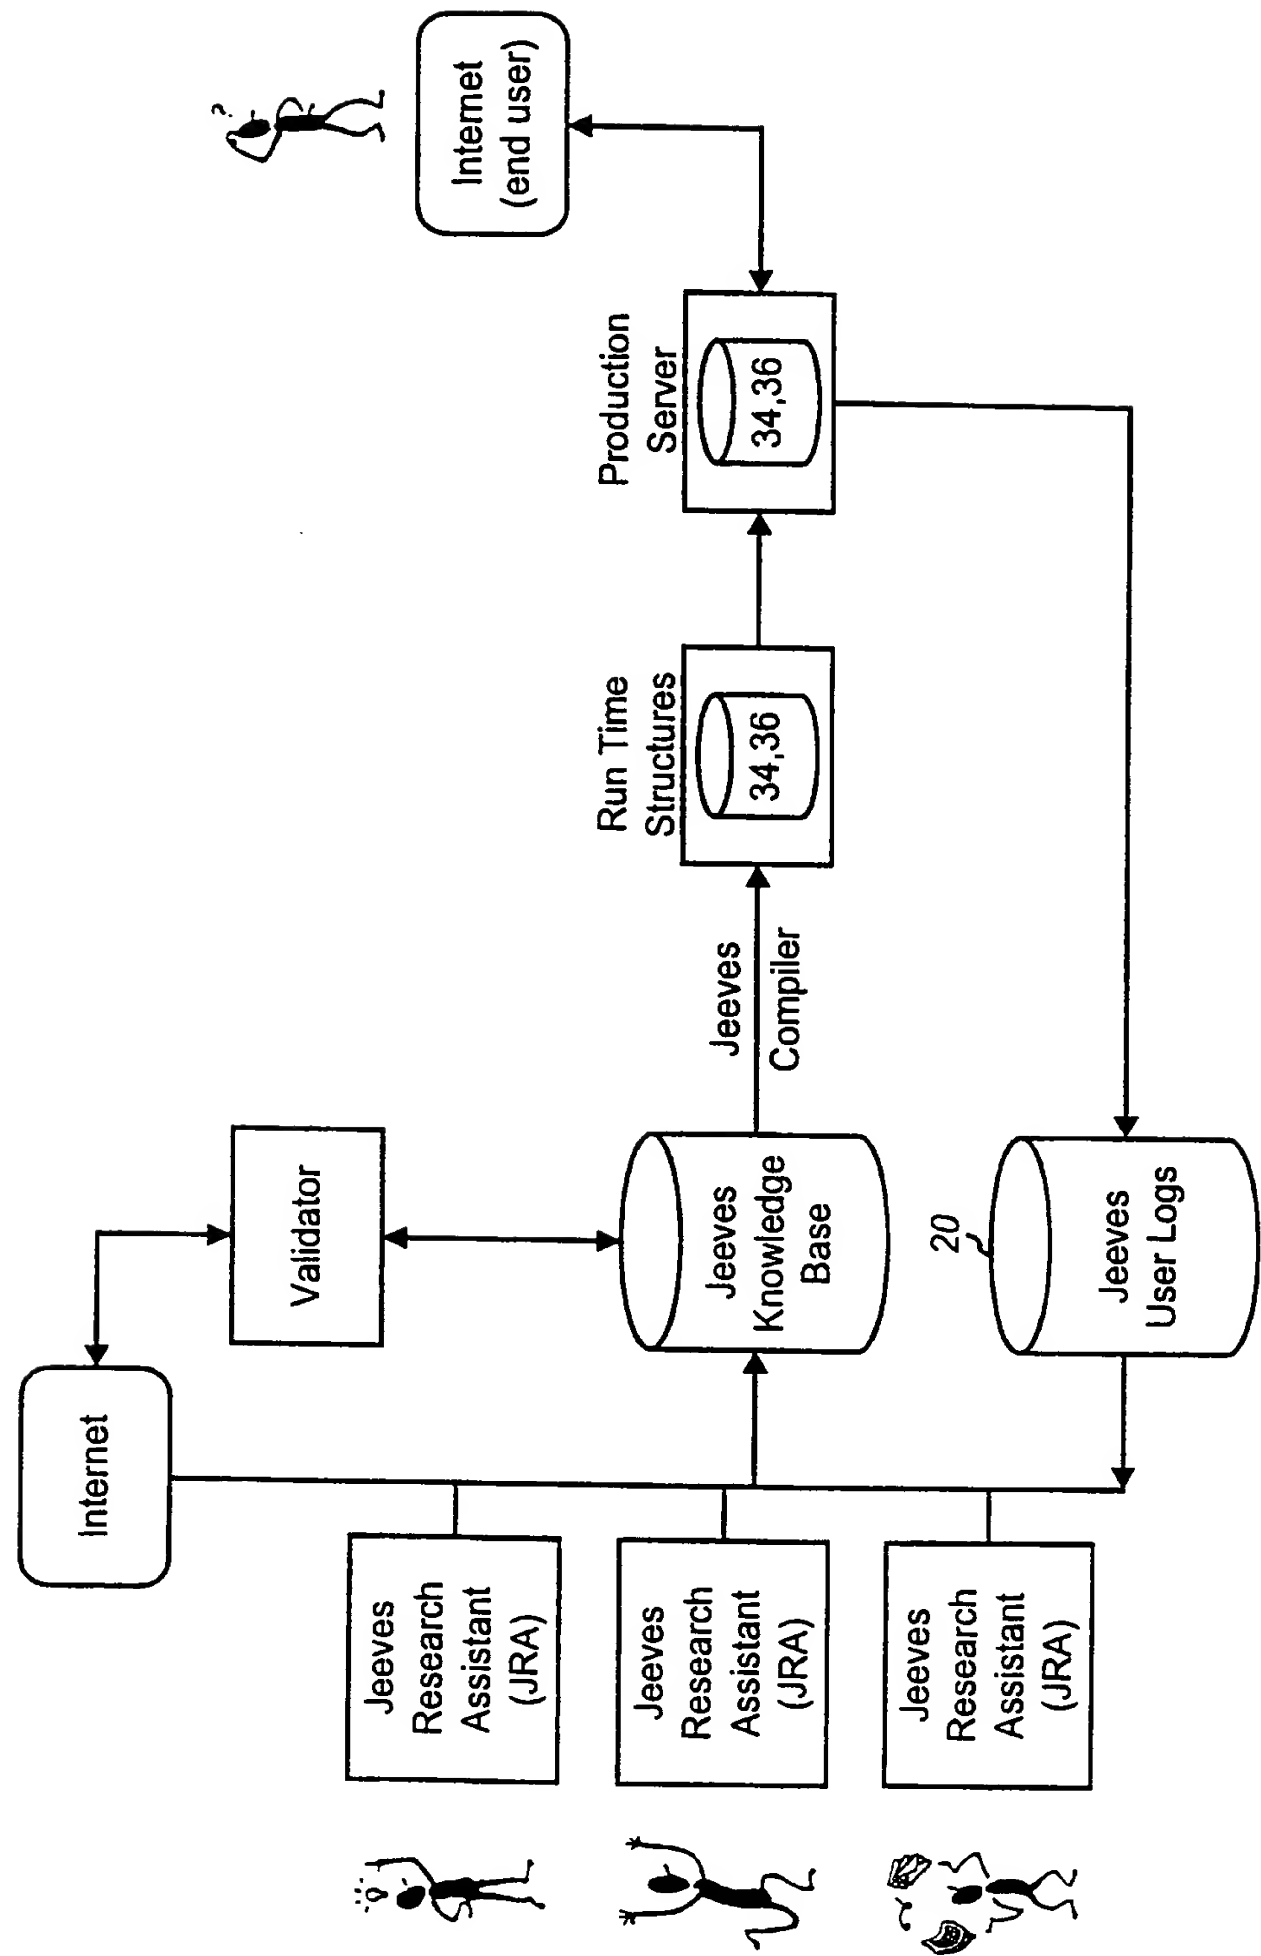 Internet
Validator
Jeeves
Research
Assistant
(JRA)
Jeeves
Research
Assistant
(JRA)
Jeeves
Research
Assistant
(JRA)
Jeeves
Knowledge
Base
20
Jeeves
User Logs
Jeeves
Compiler
Run Time
Structures
34,36
Production
Server
34,36
?
Internet
(end user)